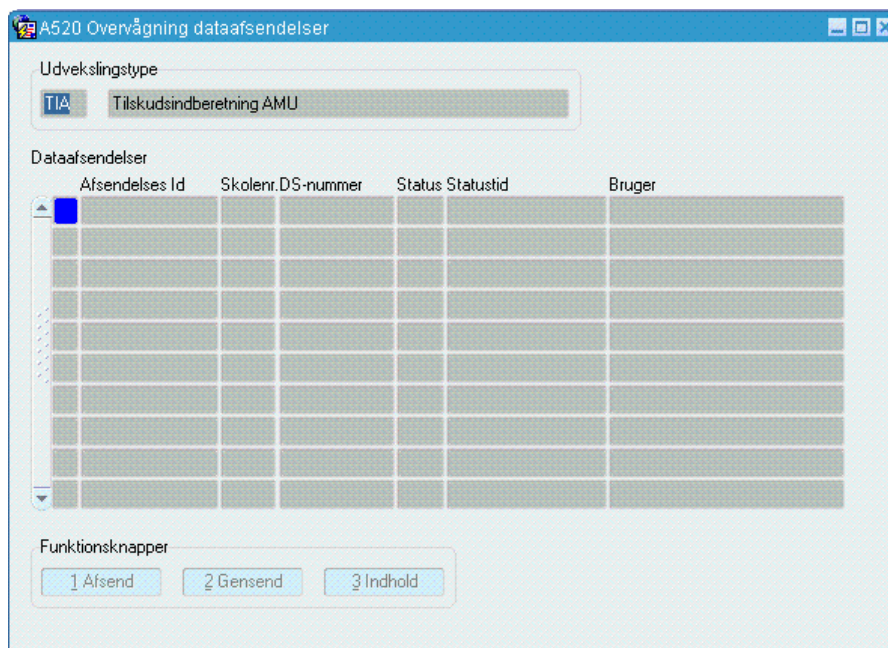 A520 Overvågning dataafsendelser
Udvekslingstype
TIA Tilskudsindberetning AMU
Dataafsendelser
Afsendelses Id Skolenr. DS-nummer Status Statustid Bruger
Funktionsknapper
1 Afsend 2 Gensend 3 Indhold